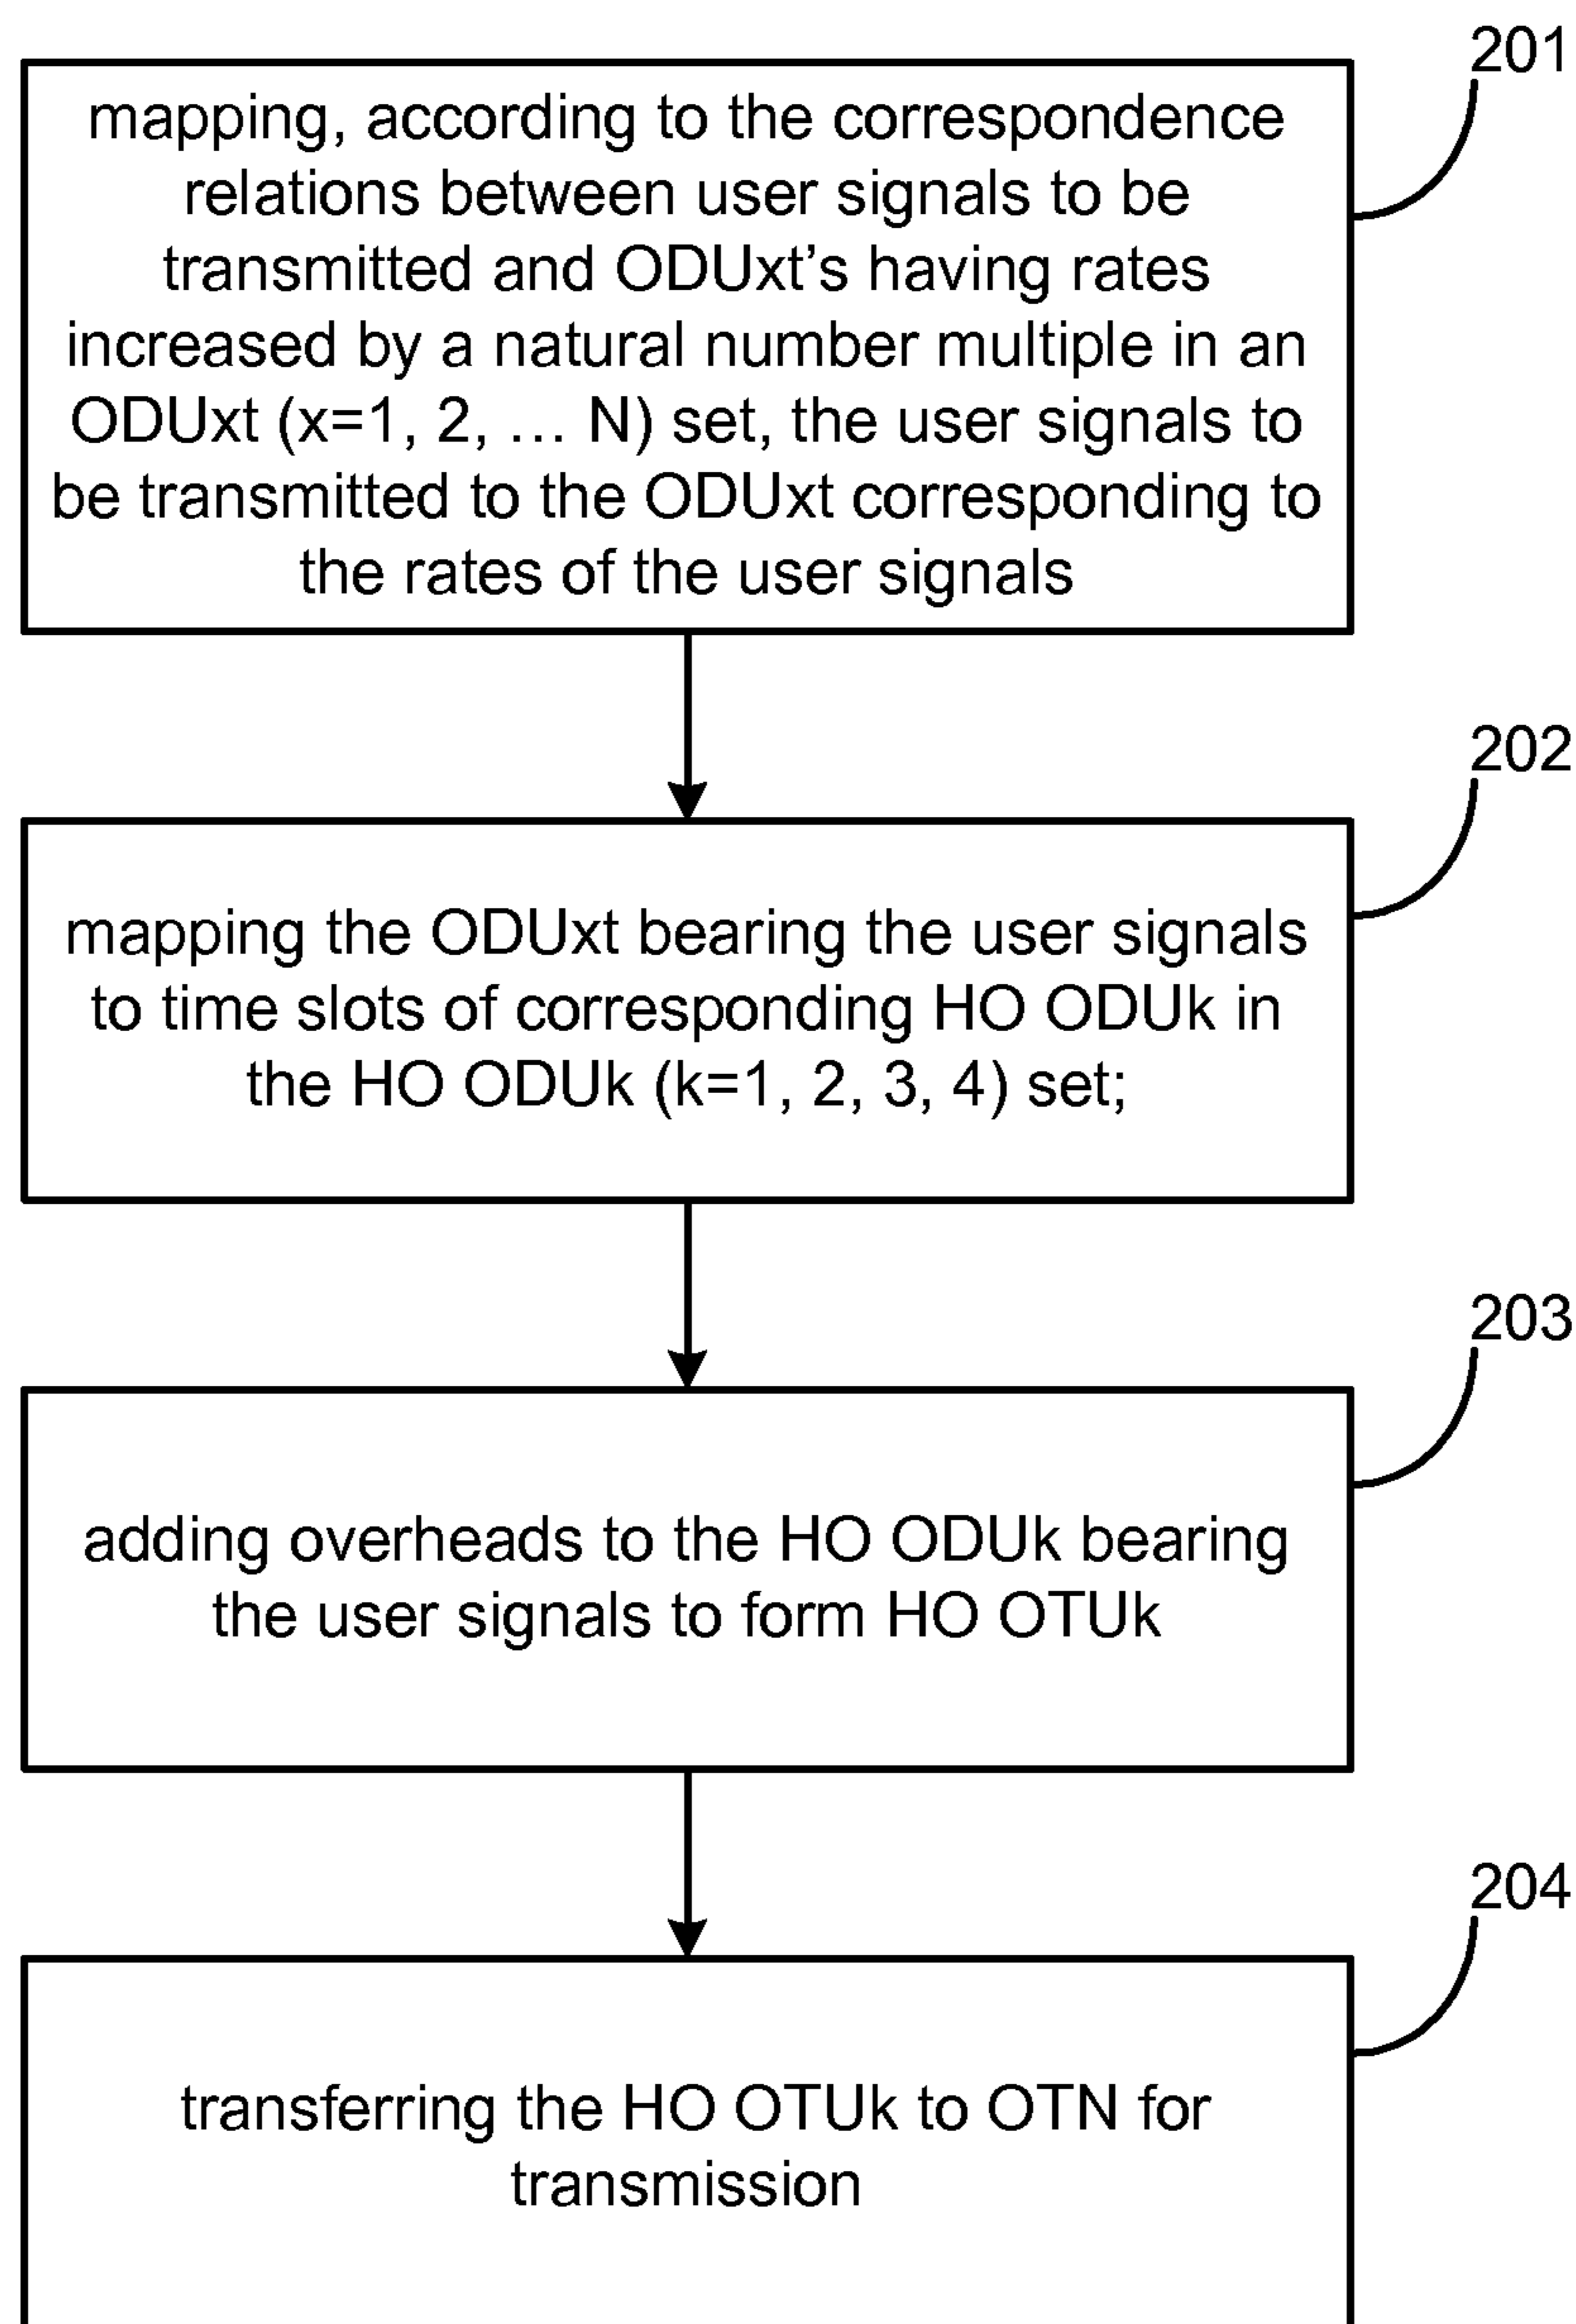 201
mapping, according to the correspondence
relations between user signals to be
transmitted and ODUxt’s having rates
increased by a natural number multiple in an
ODUxt (x=1, 2, ... N) set, the user signals to
be transmitted to the ODUxt corresponding to
the rates of the user signals
202
mapping the ODUxt bearing the user signals
to time slots of corresponding HO ODUk in
the HO ODUk (k=1, 2, 3, 4) set;
203
adding overheads to the HO ODUk bearing
the user signals to form HO OTUk
204
transferring the HO OTUk to OTN for
transmission